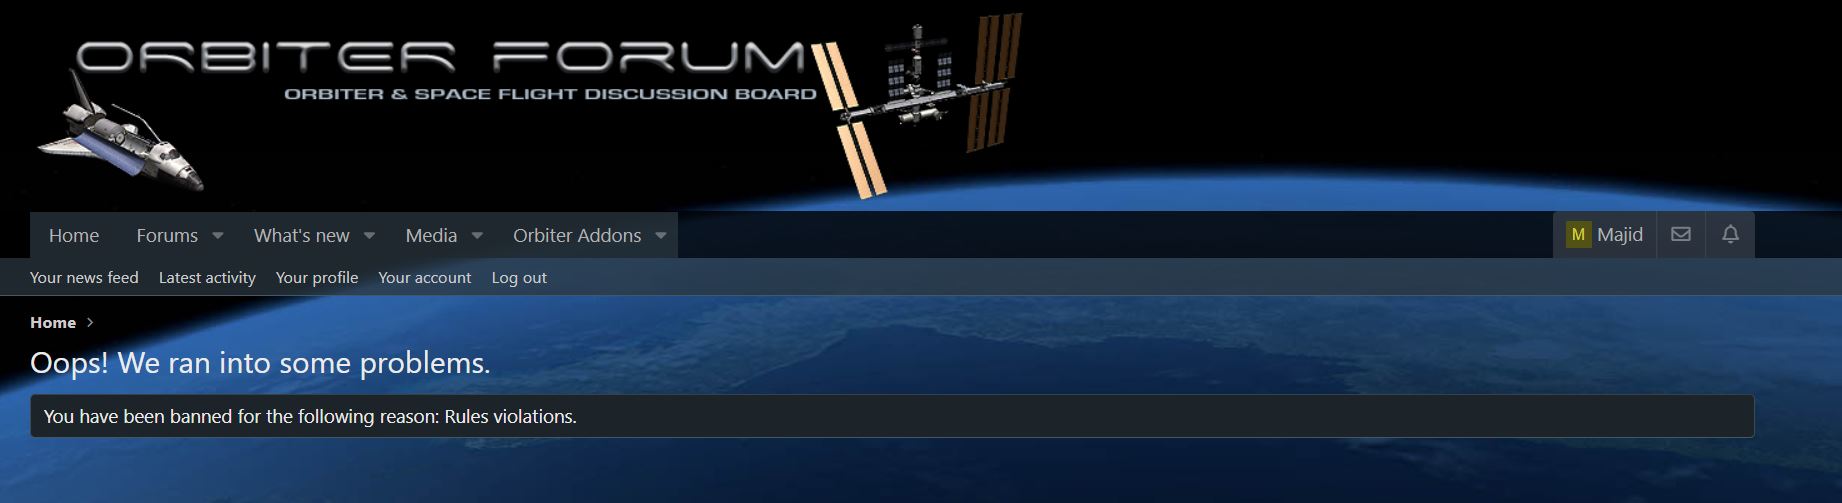 ORBITER FORUM
ORBITER & SPACE FLIGHT DISCUSSION BOARD
Home Forums What's new Media Orbiter Addons M Majid
Your news feed Latest activity Your profile Your account Log out
Home
Oops! We ran into some problems.
You have been banned for the following reason: Rules violations.